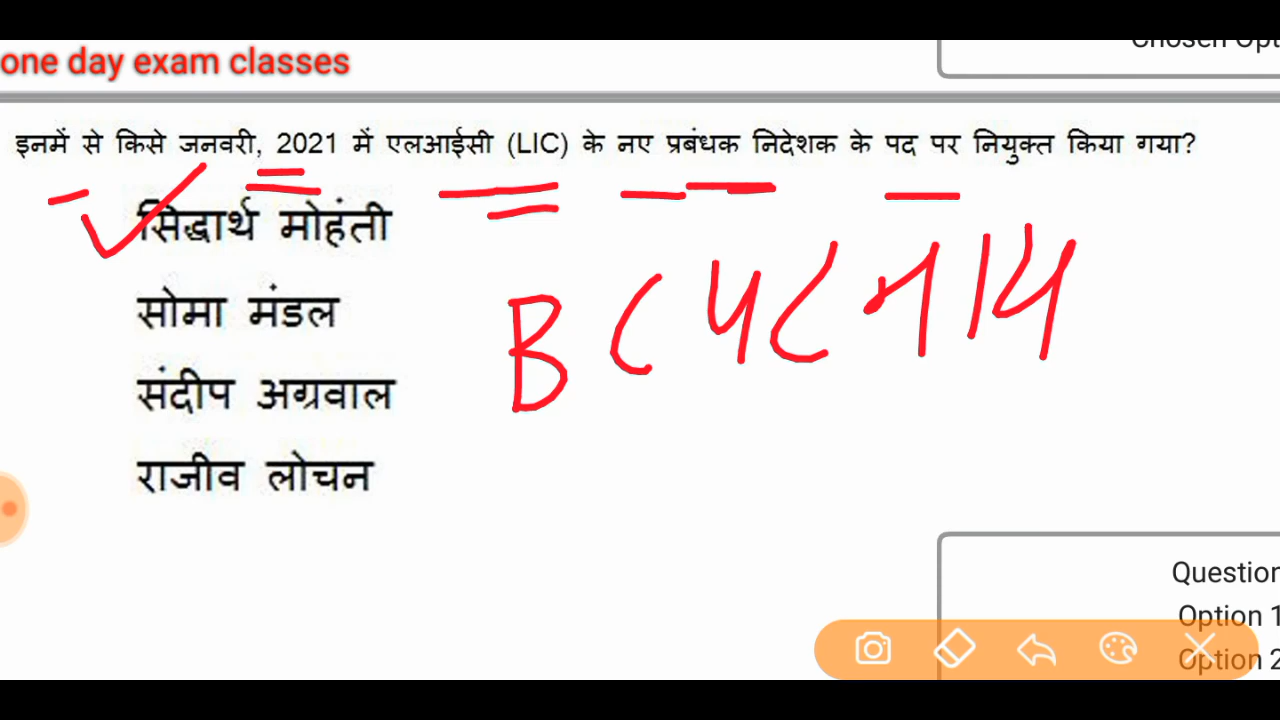 one day exam classes
इनमें से किसे जनवरी, 2021 में एलआईसी (LIC) के नए प्रबंधक निदेशक के पद पर नियुक्त किया गया?
सिद्धार्थ मोहंती
सोमा मंडल
संदीप अग्रवाल
राजीव लोचन
B
Question
Option 1
Option 2